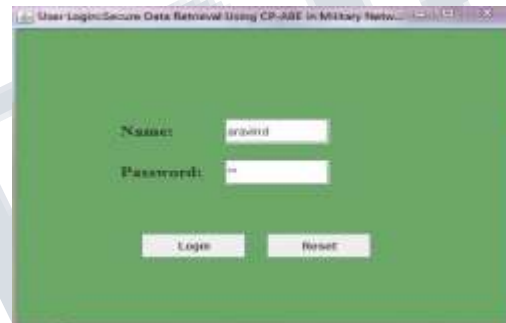 User Login::Secure Data Retrieval Using CP-ABE in Military Netw...
Name:
aravind
Password:
Login
Reset